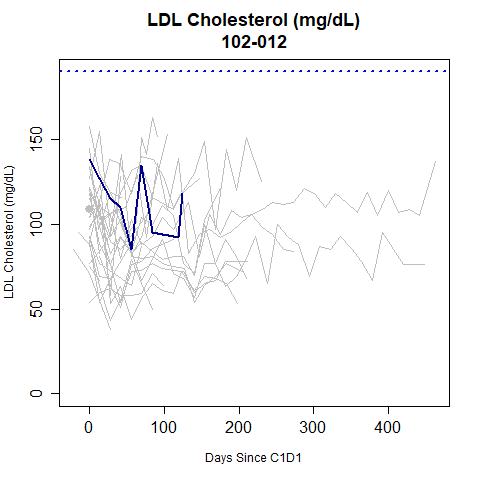 LDL Cholesterol (mg/dL)
102-012
LDL Cholesterol (mg/dL)
150
100
50
0
0 100 200 300 400
Days Since C1D1